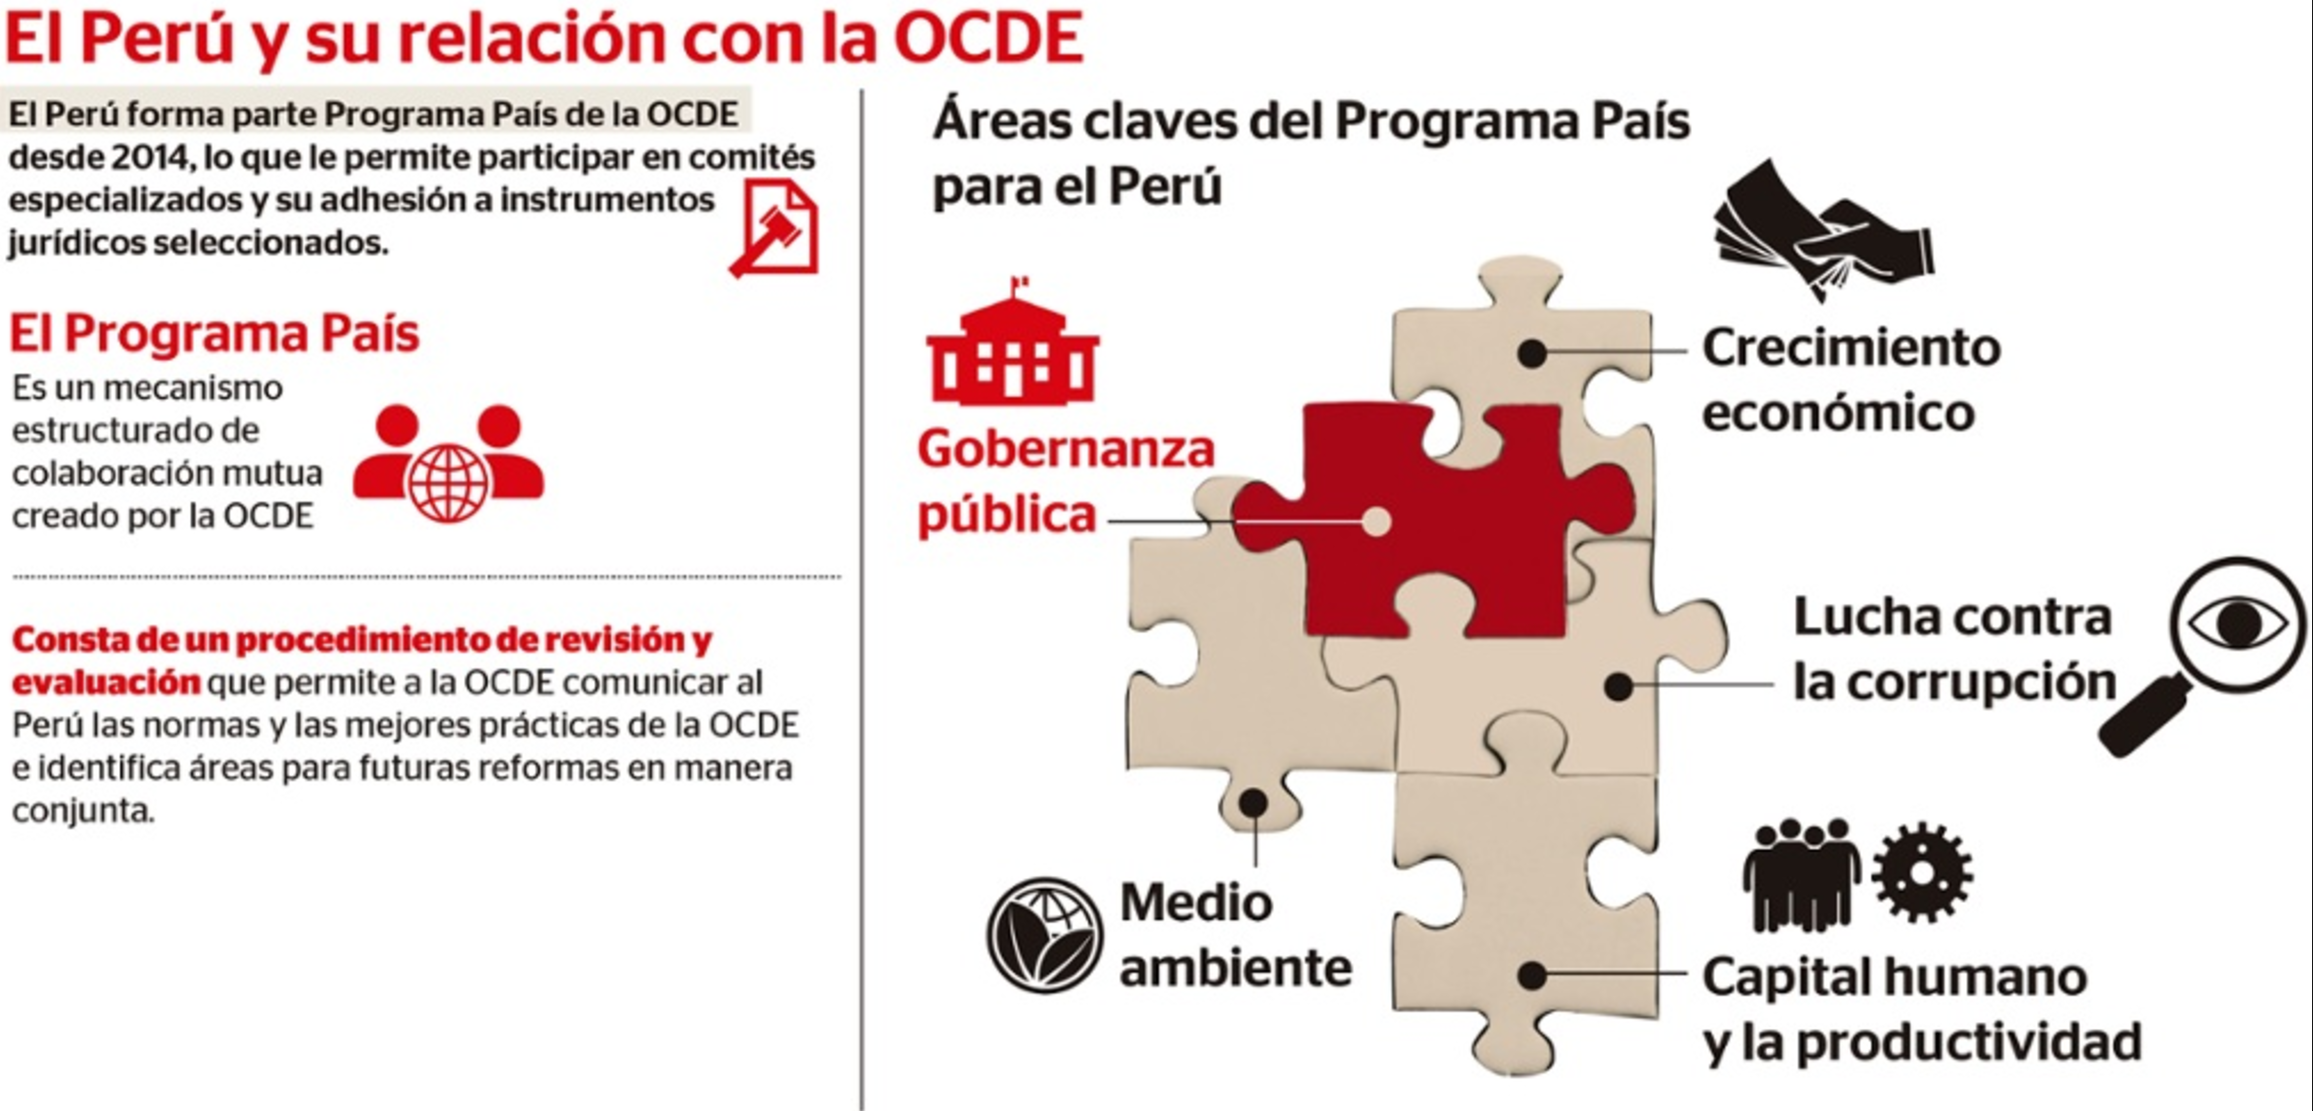 El Perú y su relación con la OCDE
El Perú forma parte Programa País de la OCDE
desde 2014, lo que le permite participar en comités
especializados y su adhesión a instrumentos
jurídicos seleccionados.
El Programa País
Es un mecanismo
estructurado de
colaboración mutua
creado por la OCDE
Consta de un procedimiento de revisión y
evaluación que permite a la OCDE comunicar al
Perú las normas y las mejores prácticas de la OCDE
e identifica áreas para futuras reformas en manera
conjunta.
Áreas claves del Programa País
para el Perú
Crecimiento
económico
Gobernanza
pública
Lucha contra
la corrupción
Medio
ambiente
Capital humano
y la productividad